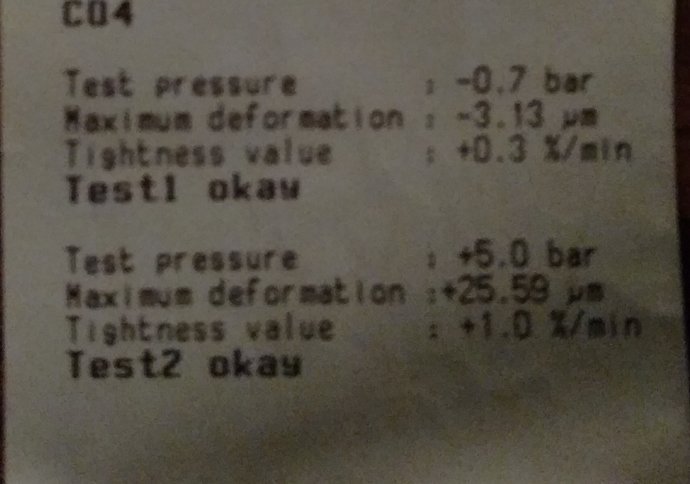 C04
Test pressure : -0.7 bar
Maximum deformation : -3.13 µm
Tightness value : +0.3 %/min
Test1 okay
Test pressure : +5.0 bar
Maximum deformation :+25.59 µm
Tightness value : +1.0 %/min
Test2 okay